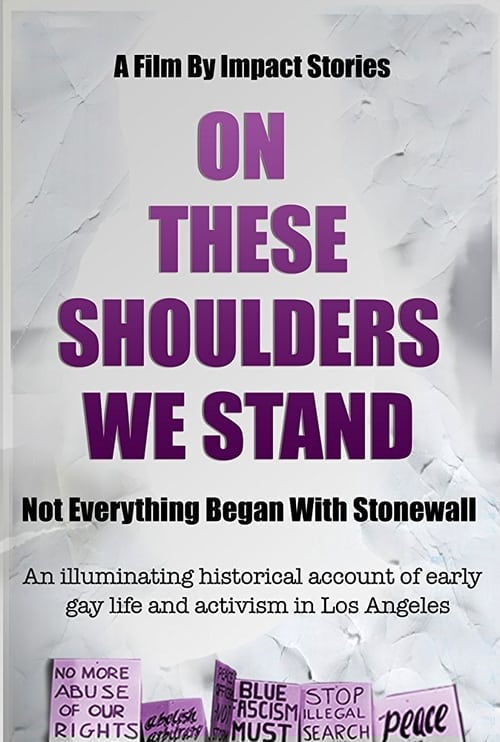 A Film By Impact Stories
ON
THESE
SHOULDERS
WE STAND
Not Everything Began With Stonewall
An illuminating historical account of early
gay life and activism in Los Angeles
NO MORE
ABUSE
OF OUR
RIGHTS
abolish
arbitrary
BLUE
FASCISM
MUST
STOP
ILLEGAL
SEARCH
peace